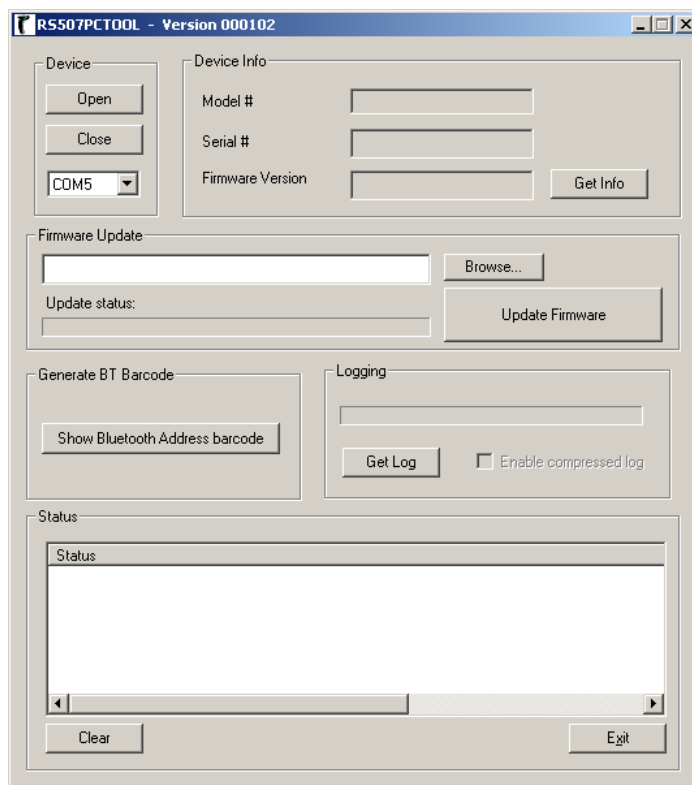 RS507PCTOOL - Version 000102
Device
Open
Close
COM5
Device Info
Model #
Serial #
Firmware Version
Get Info
Firmware Update
Browse...
Update status:
Update Firmware
Generate BT Barcode
Show Bluetooth Address barcode
Logging
Get Log
Enable compressed log
Status
Status
Clear
Exit